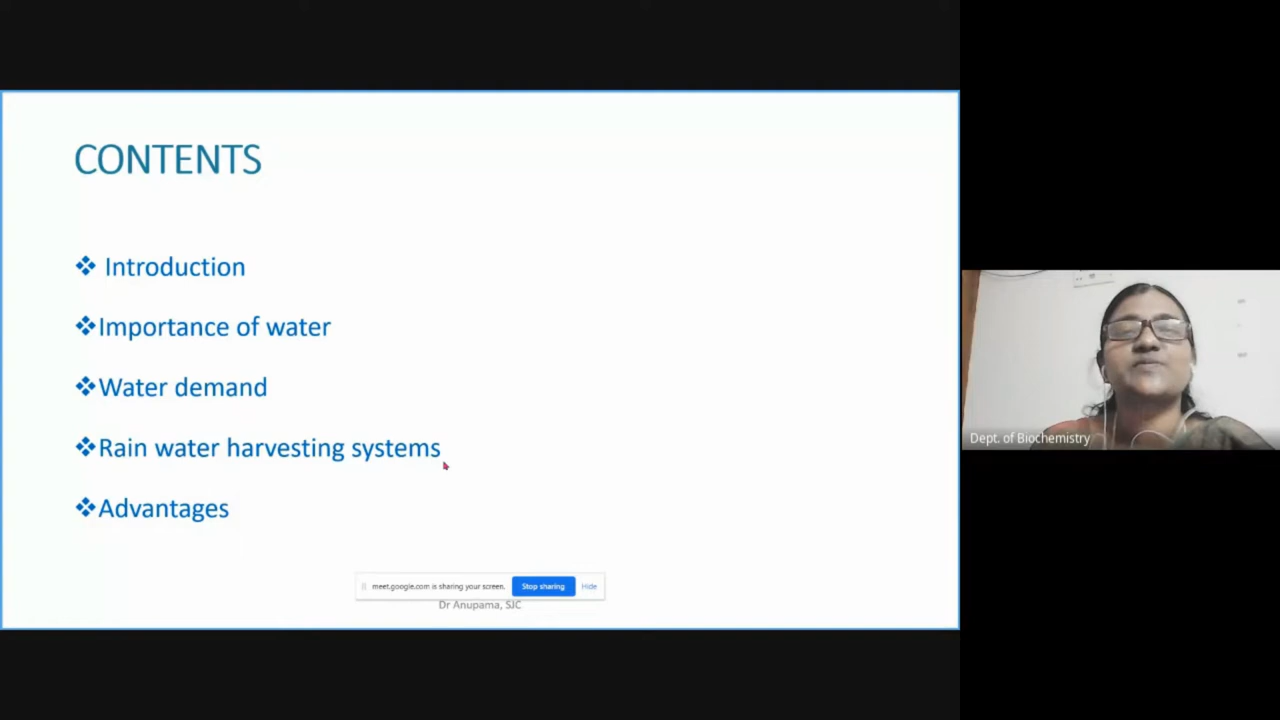 CONTENTS
❖ Introduction
❖Importance of water
❖Water demand
❖Rain water harvesting systems
❖Advantages
meet.google.com is sharing your screen. Stop sharing Hide
Dr Anupama, SJC
Dept. of Biochemistry